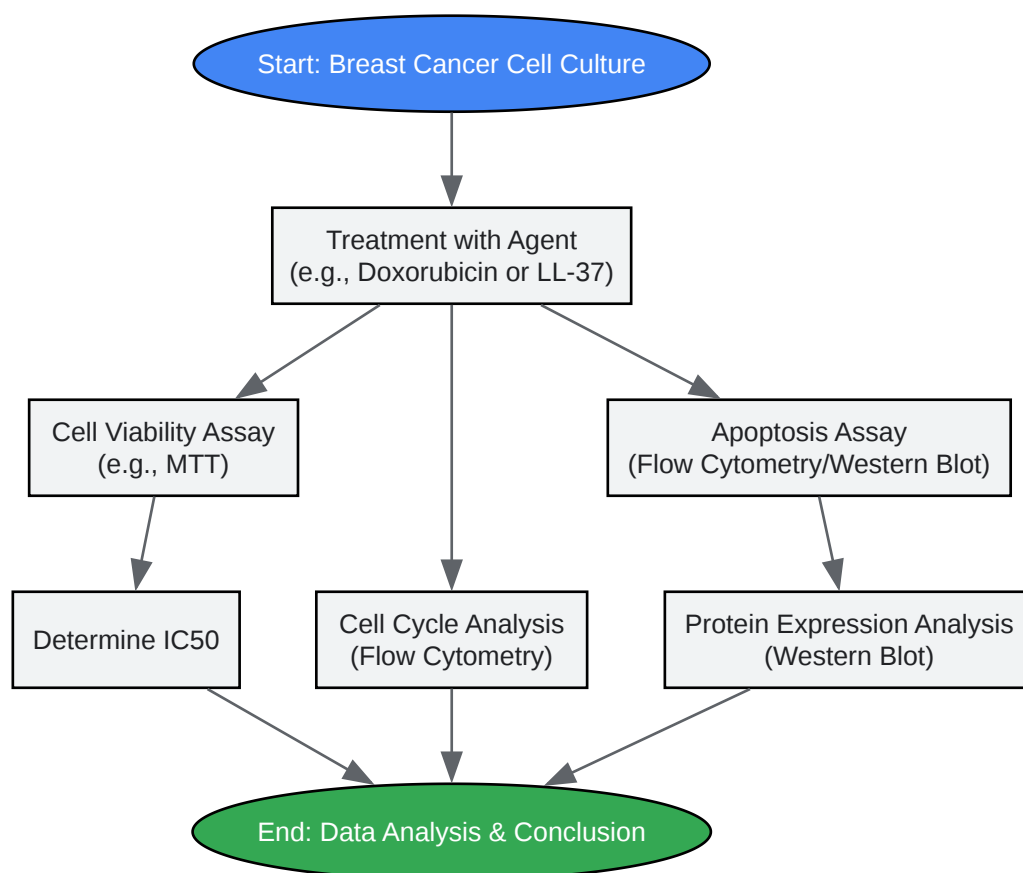 Start: Breast Cancer Cell Culture
Treatment with Agent
(e.g., Doxorubicin or LL-37)
Cell Viability Assay
(e.g., MTT)
Apoptosis Assay
(Flow Cytometry/Western Blot)
Determine IC50
Cell Cycle Analysis
(Flow Cytometry)
Protein Expression Analysis
(Western Blot)
End: Data Analysis & Conclusion